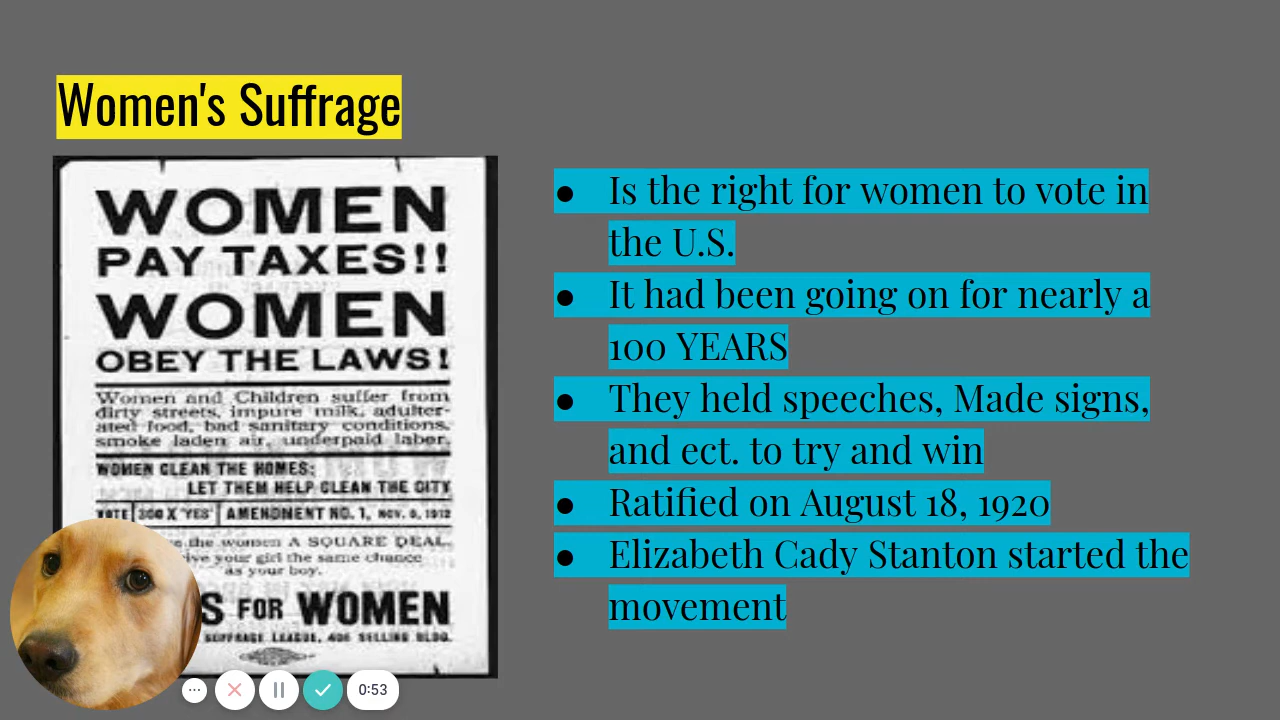 Women's Suffrage
WOMEN
PAY TAXES!!
WOMEN
OBEY THE LAWS!
Women and Children suffer from
dirty streets, impure milk, adulter-
ated food, bad sanitary conditions,
smoke laden air, underpaid labor.
WOMEN CLEAN THE HOMES:
LET THEM HELP CLEAN THE CITY
VOTE 300 X "YES" AMENDMENT NO. 1, NOV. 5, 1912
the women A SQUARE DEAL.
give your girl the same chance
as your boy.
S FOR WOMEN
SUFFRAGE LEAGUE, 406 SELLING BLDG.
● Is the right for women to vote in
the U.S.
● It had been going on for nearly a
100 YEARS
● They held speeches, Made signs,
and ect. to try and win
● Ratified on August 18, 1920
● Elizabeth Cady Stanton started the
movement
0:53